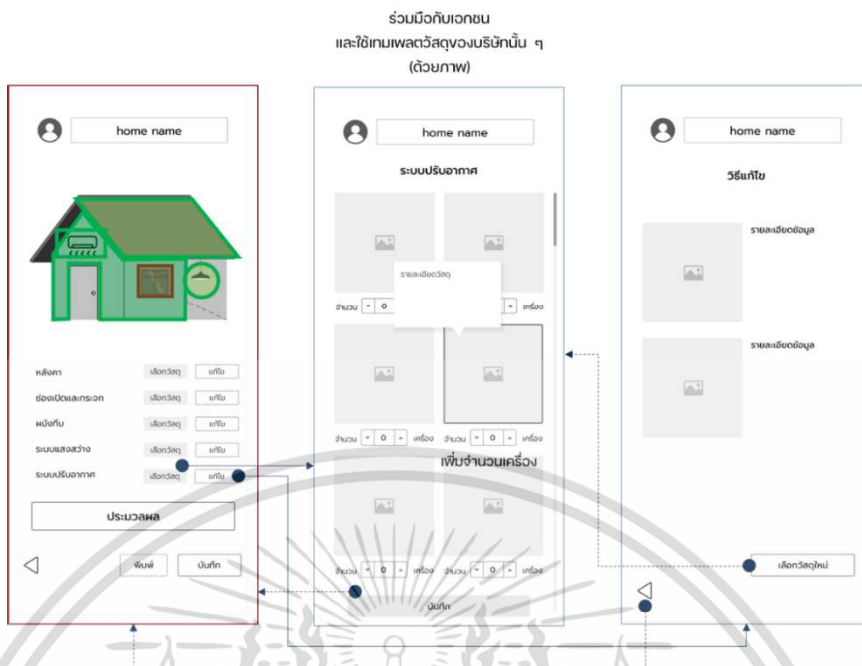 ร่วมมือกับเอกชน
และใช้เทมเพลตวัสดุของบริษัทนั้น ๆ
(ด้วยภาพ)
home name
หลังคา เลือกวัสดุ แก้ไข
ช่องเปิดและกระจก เลือกวัสดุ แก้ไข
ผนังทึบ เลือกวัสดุ แก้ไข
ระบบแสงสว่าง เลือกวัสดุ แก้ไข
ระบบปรับอากาศ เลือกวัสดุ แก้ไข
ประมวลผล
พิมพ์ บันทึก
home name
ระบบปรับอากาศ
รายละเอียดวัสดุ
จำนวน - 0 เครื่อง
จำนวน 0 เครื่อง จำนวน 0 เครื่อง
เพิ่มจำนวนเครื่อง
จำนวน 0 เครื่อง จำนวน 0 เครื่อง
บันทึก
home name
วิธีแก้ไข
รายละเอียดข้อมูล
รายละเอียดข้อมูล
เลือกวัสดุใหม่